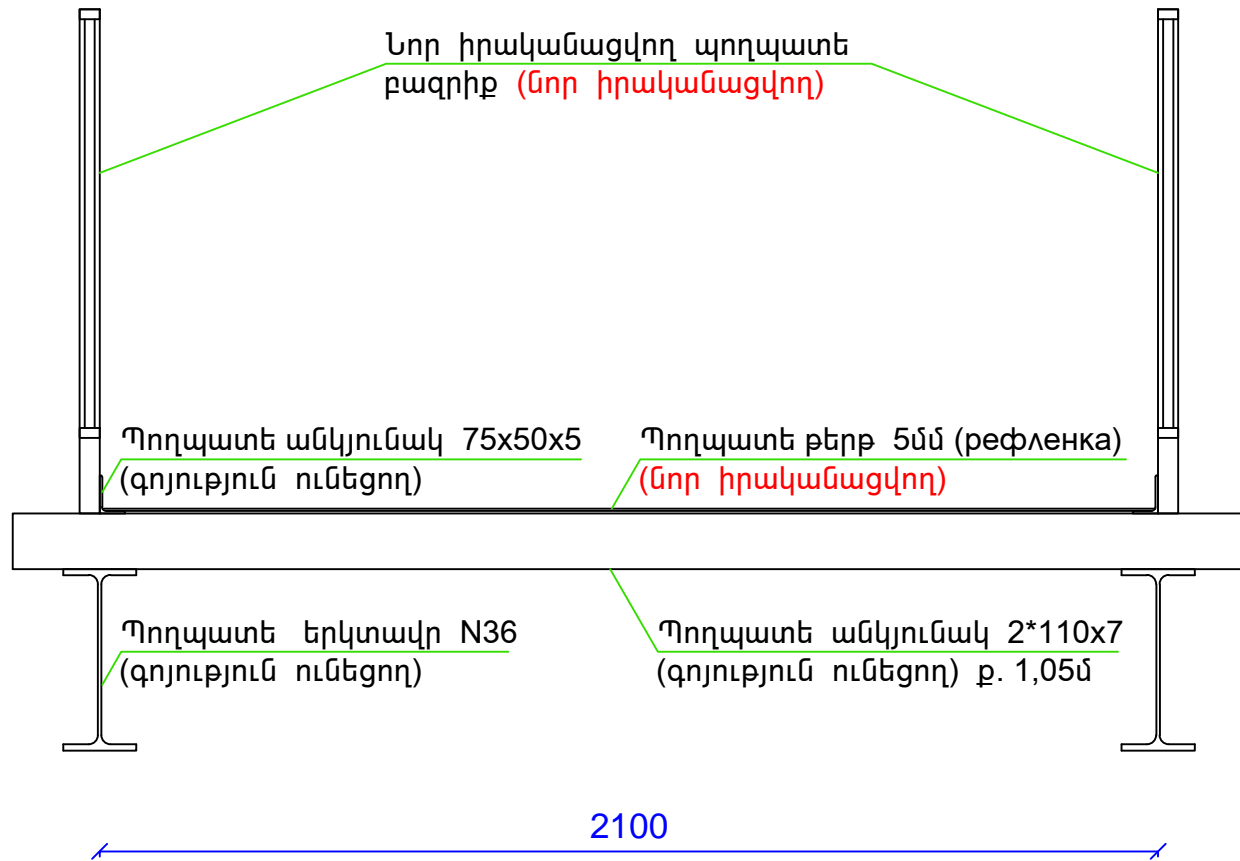 Նոր իրականացվող պողպատե
բազրիք (նոր իրականացվող)
Պողպատե անկյունակ 75x50x5
(գոյություն ունեցող)
Պողպատե թերթ 5մմ (рефленка)
(նոր իրականացվող)
Պողպատե երկտավր N36
(գոյություն ունեցող)
Պողպատե անկյունակ 2*110x7
(գոյություն ունեցող) ք. 1,05մ
2100